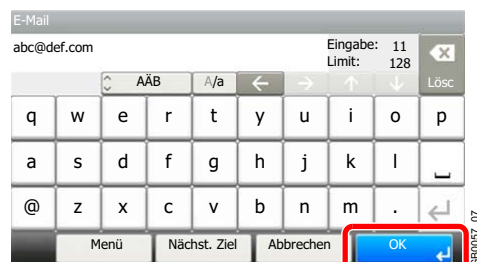 E-Mail
abc@def.com
Eingabe: 11
Limit: 128
AÄB A/a Lösc
q w e r t y u i o p
a s d f g h j k l
@ z x c v b n m .
Menü Nächst. Ziel Abbrechen OK